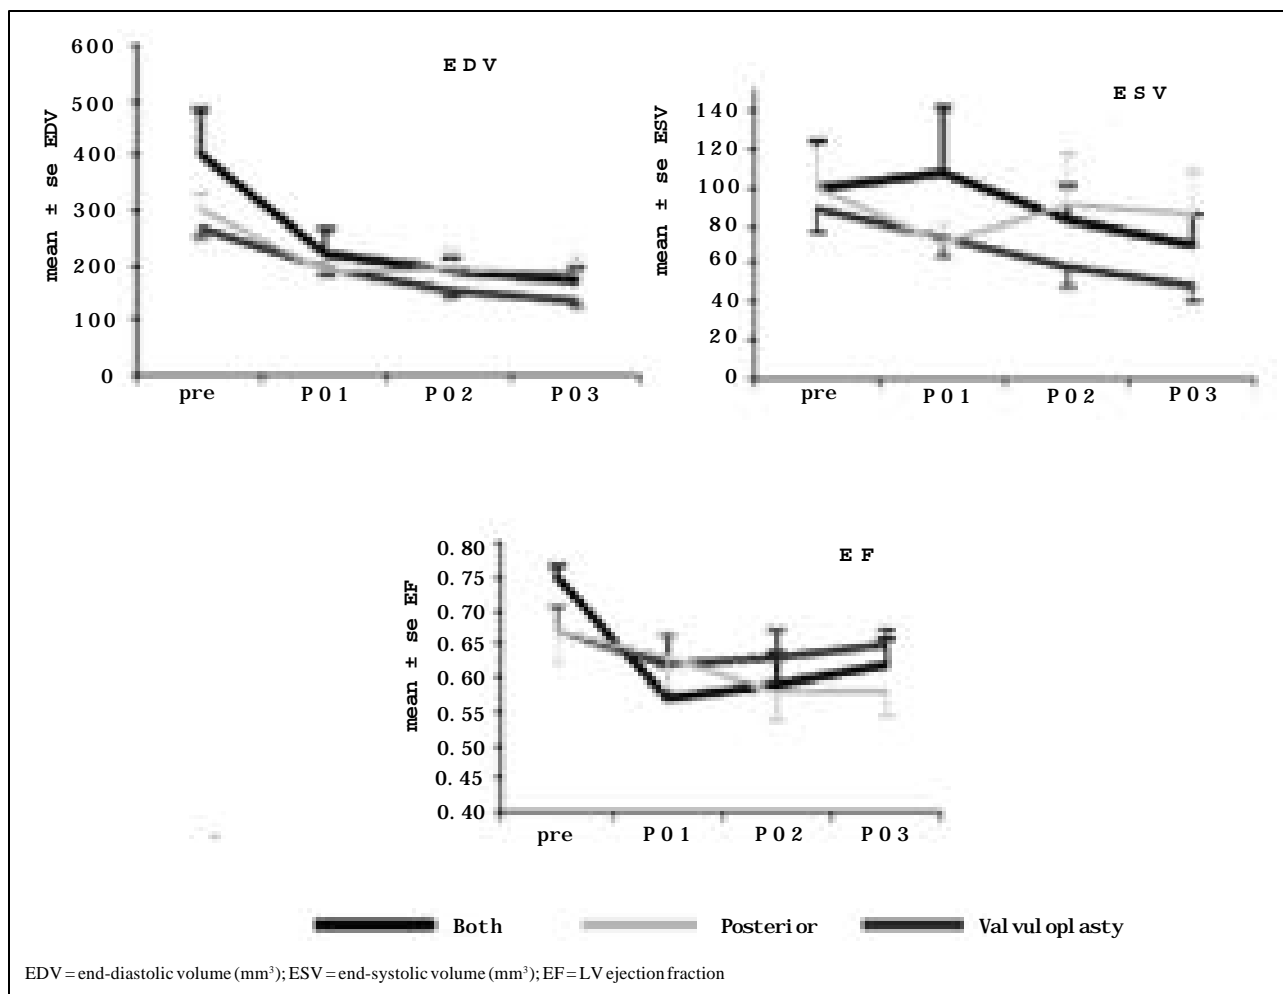 EDV
600
500
400
300
200
100
0
mean ± se EDV
pre P01 P02 P03
ESV
140
120
100
80
60
40
20
0
mean ± se ESV
pre P01 P02 P03
EF
0.80
0.75
0.70
0.65
0.60
0.55
0.50
0.45
0.40
mean ± se EF
pre P01 P02 P03
Both Posterior Valvuloplasty
EDV = end-diastolic volume (mm³); ESV = end-systolic volume (mm³); EF = LV ejection fraction